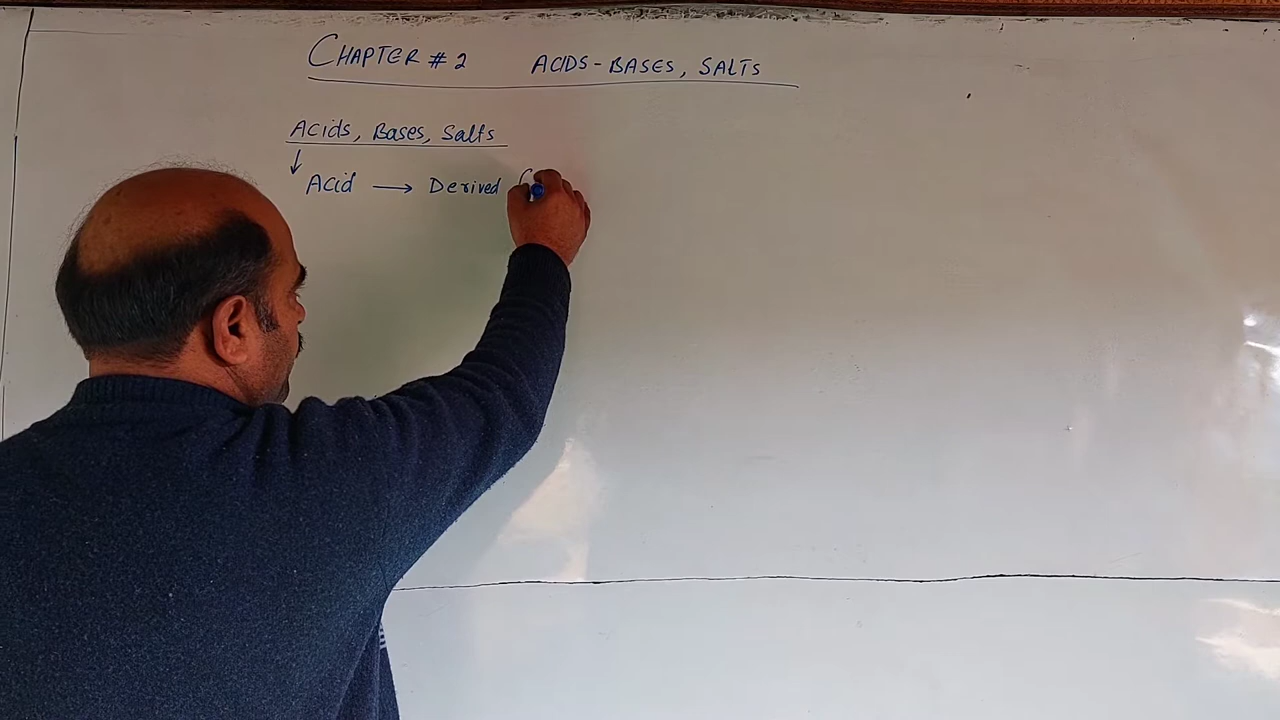 CHAPTER # 2 ACIDS - BASES, SALTS
Acids, Bases, Salts
↓ Acid → Derived